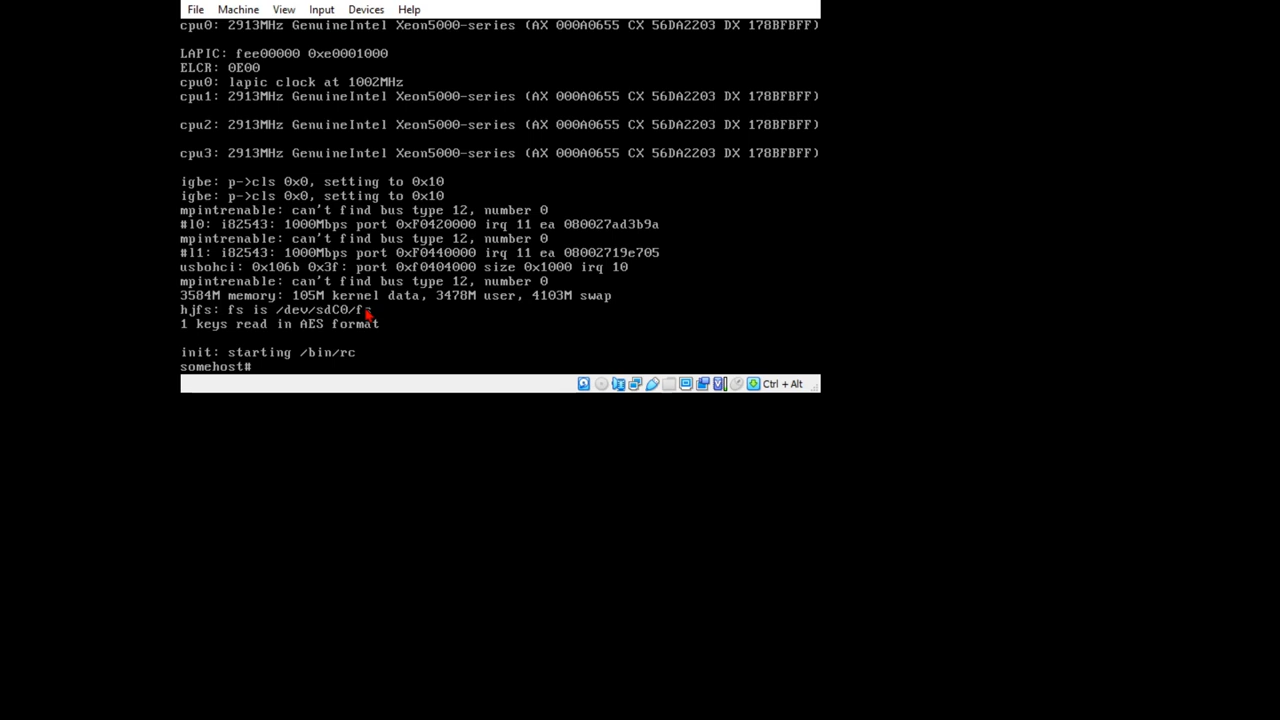 File Machine View Input Devices Help
cpu0: 2913MHz GenuineIntel Xeon5000-series (AX 000A0655 CX 56DA2203 DX 178BFBFF)
LAPIC: fee00000 0xe0001000
ELCR: 0E00
cpu0: lapic clock at 1002MHz
cpu1: 2913MHz GenuineIntel Xeon5000-series (AX 000A0655 CX 56DA2203 DX 178BFBFF)
cpu2: 2913MHz GenuineIntel Xeon5000-series (AX 000A0655 CX 56DA2203 DX 178BFBFF)
cpu3: 2913MHz GenuineIntel Xeon5000-series (AX 000A0655 CX 56DA2203 DX 178BFBFF)
igbe: p->cls 0x0, setting to 0x10
igbe: p->cls 0x0, setting to 0x10
mpintrenable: can't find bus type 12, number 0
#l0: i82543: 1000Mbps port 0xF0420000 irq 11 ea 080027ad3b9a
mpintrenable: can't find bus type 12, number 0
#l1: i82543: 1000Mbps port 0xF0440000 irq 11 ea 08002719e705
usbohci: 0x106b 0x3f: port 0xf0404000 size 0x1000 irq 10
mpintrenable: can't find bus type 12, number 0
3584M memory: 105M kernel data, 3478M user, 4103M swap
hjfs: fs is /dev/sdC0/fs
1 keys read in AES format
init: starting /bin/rc
somehost#
Ctrl + Alt